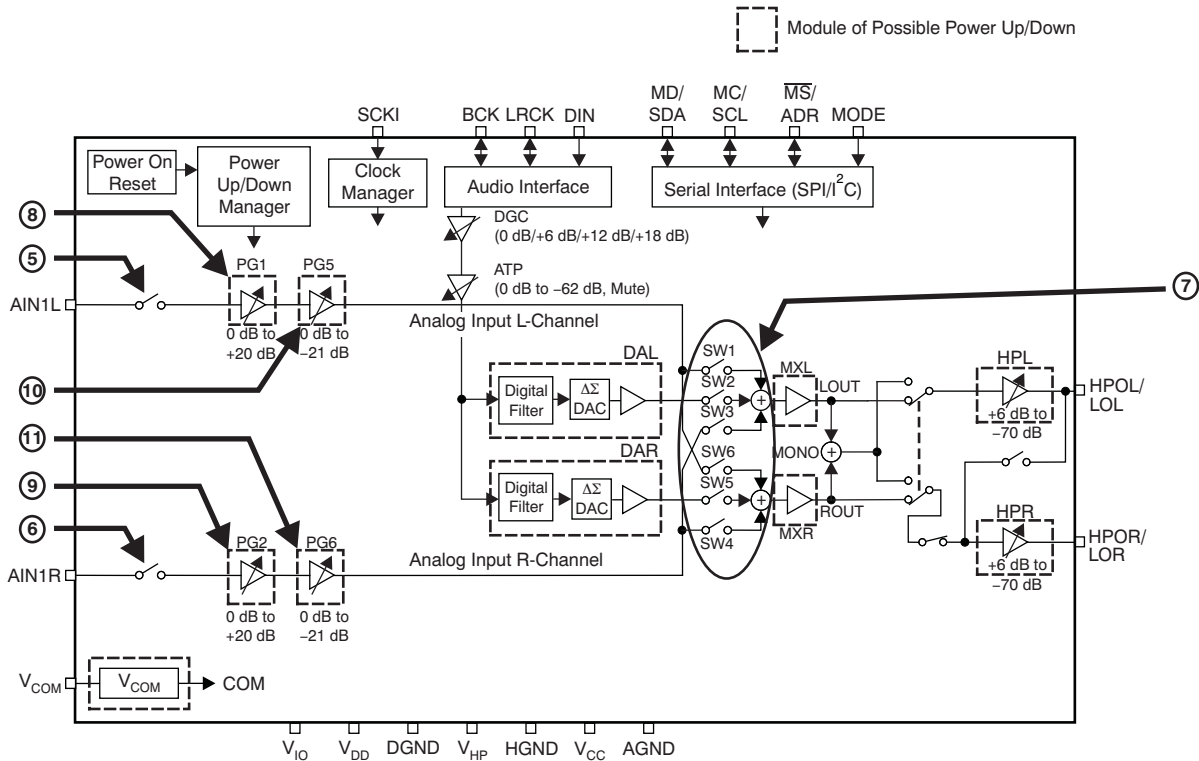 Module of Possible Power Up/Down
SCKI
BCK LRCK DIN
MD/
SDA
MC/
SCL
MS/
ADR
MODE
Power On
Reset
Power
Up/Down
Manager
Clock
Manager
Audio Interface
Serial Interface (SPI/I2C)
DGC
(0 dB/+6 dB/+12 dB/+18 dB)
ATP
(0 dB to −62 dB, Mute)
8
5
7
PG1
PG5
AIN1L
0 dB to
+20 dB
0 dB to
−21 dB
Analog Input L-Channel
10
11
9
6
DAL
Digital
Filter
ΔΣ
DAC
DAR
Digital
Filter
ΔΣ
DAC
SW1
SW2
SW3
SW6
SW5
SW4
+
+
MXL
LOUT
MONO
+
ROUT
MXR
HPL
+6 dB to
−70 dB
HPOL/
LOL
HPR
+6 dB to
−70 dB
HPOR/
LOR
PG2
PG6
Analog Input R-Channel
AIN1R
0 dB to
+20 dB
0 dB to
−21 dB
VCOM
VCOM
COM
VIO
VDD
DGND
VHP
HGND
VCC
AGND